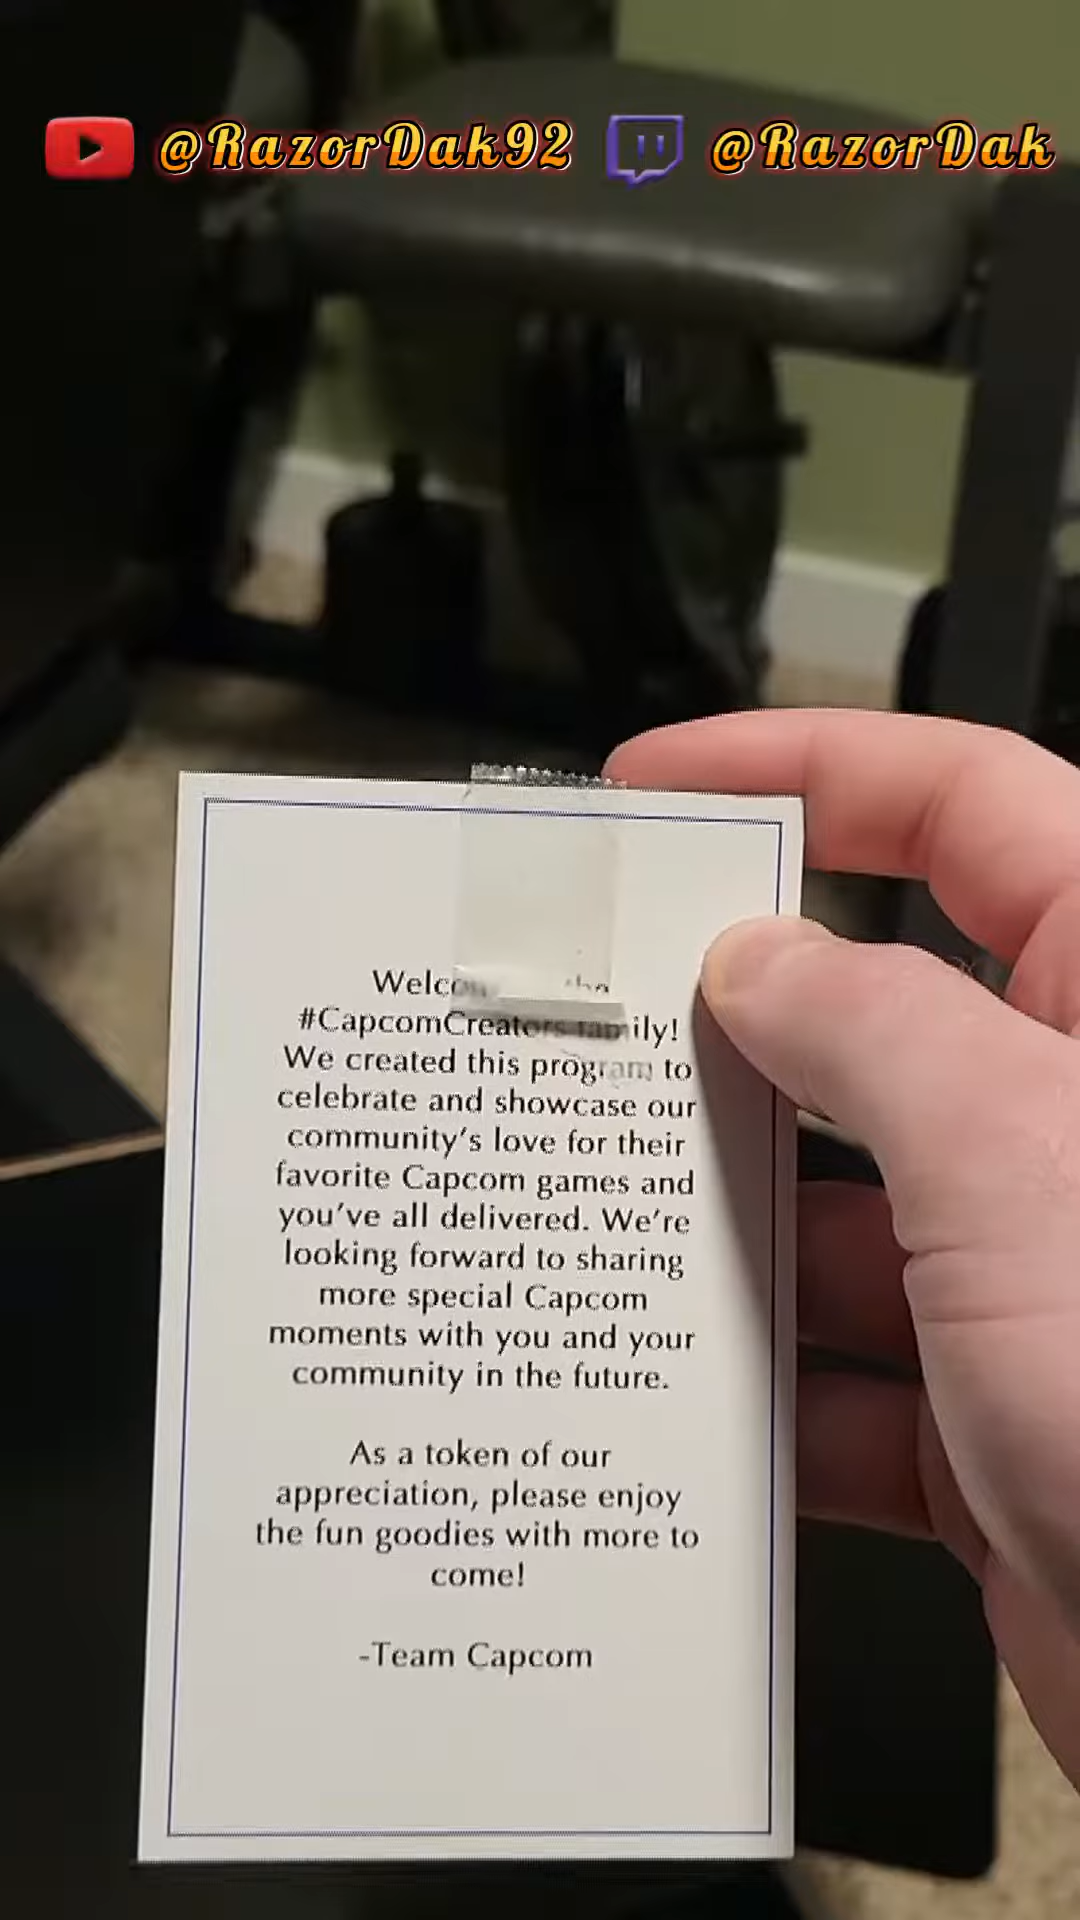 @RazorDak92 @RazorDak
#CapcomCreators family!
We created this program to
celebrate and showcase our
community's love for their
favorite Capcom games and
you've all delivered. We're
looking forward to sharing
more special Capcom
moments with you and your
community in the future.
As a token of our
appreciation, please enjoy
the fun goodies with more to
come!
-Team Capcom